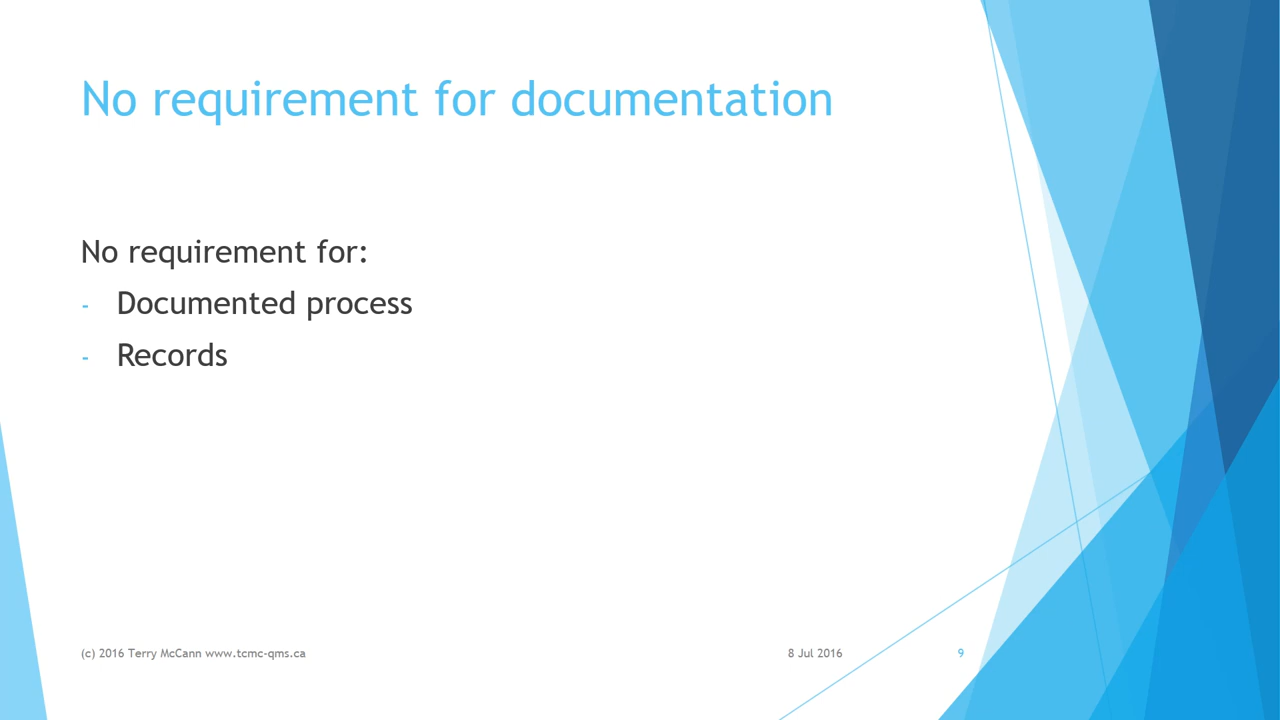 No requirement for documentation
No requirement for:
- Documented process
- Records
(c) 2016 Terry McCann www.tcmc-qms.ca
8 Jul 2016
9